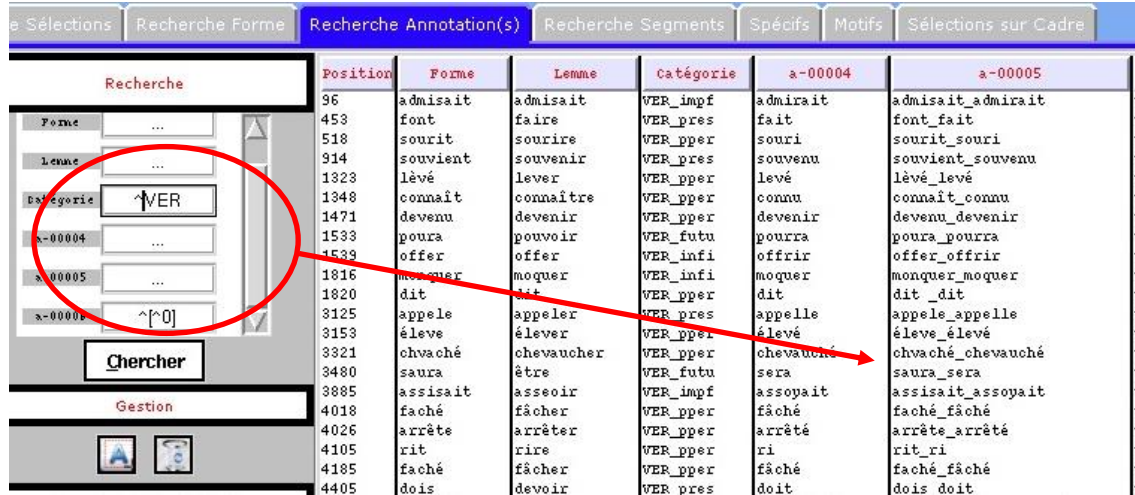 e Sélections Recherche Forme Recherche Annotation(s) Recherche Segments Spécifs Motifs Sélections sur Cadre
Recherche
Forme ...
Lemme ...
Catégorie ^VER
a-00004 ...
a-00005 ...
^[^0]
Chercher
Gestion
A
Position Forme Lemme Catégorie a-00004 a-00005
96 admisait admisait VER_impf admirait admisait_admirait
453 font faire VER_pres fait font_fait
518 sourit sourire VER_pper souri sourit_souri
914 souvient souvenir VER_pres souvenu souvient_souvenu
1323 lèvé lever VER_pper levé lèvé_levé
1348 connaît connaître VER_pper connu connaît_connu
1471 devenu devenir VER_pper devenir devenu_devenir
1533 poura pouvoir VER_futu pourra poura_pourra
1539 offer offer VER_infi offrir offer_offrir
1816 monquer moquer VER_infi moquer monquer_moquer
1820 dit dit VER_pper dit dit _dit
3125 appele appeler VER_pres appelle appele_appelle
3153 éleve élever VER_pper élevé éleve_élevé
3321 chvaché chevaucher VER_pper chevauché chvaché_chevauché
3480 saura être VER_futu sera saura_sera
3885 assisait asseoir VER_impf assoyait assisait_assoyait
4018 faché fâcher VER_pper fâché faché_fâché
4026 arrête arrêter VER_pper arrêté arrête_arrêté
4105 rit rire VER_pper ri rit_ri
4185 faché fâcher VER_pper fâché faché_fâché
4405 dois devoir VER_pres doit dois_doit